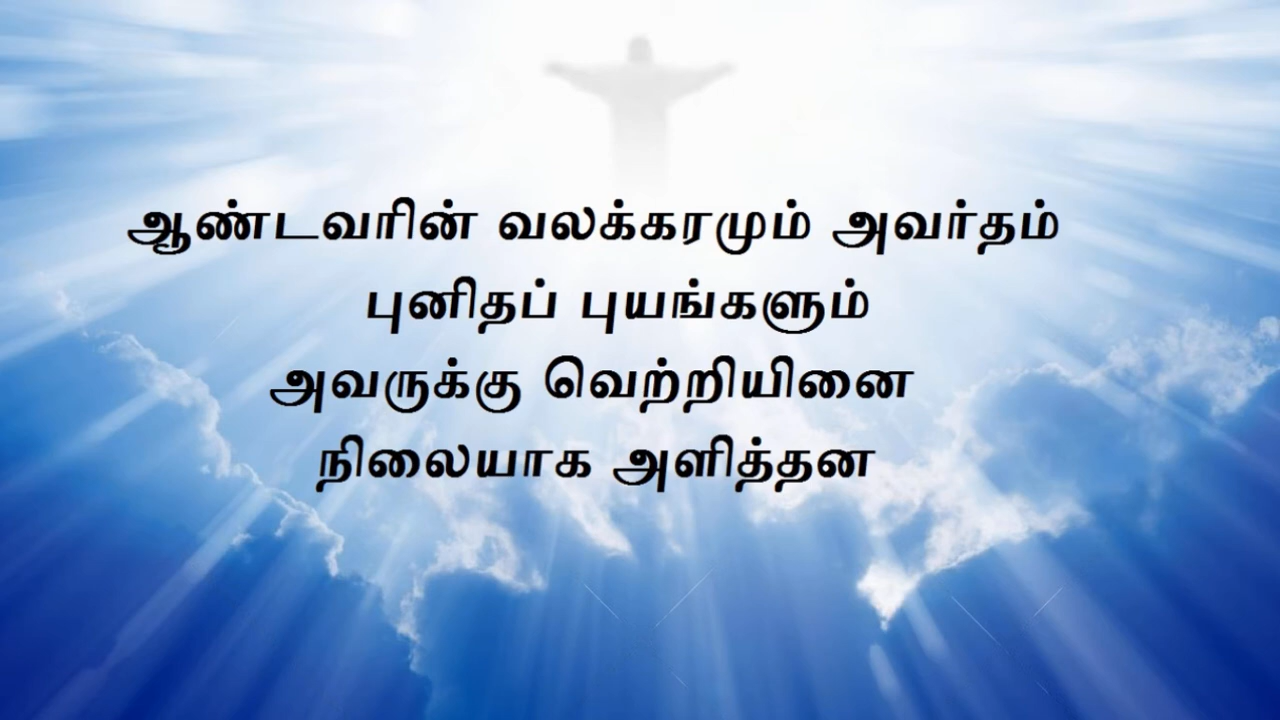 ஆண்டவரின் வலக்கரமும் அவர்தம்
புனிதப் புயங்களும்
அவருக்கு வெற்றியினை
நிலையாக அளித்தன